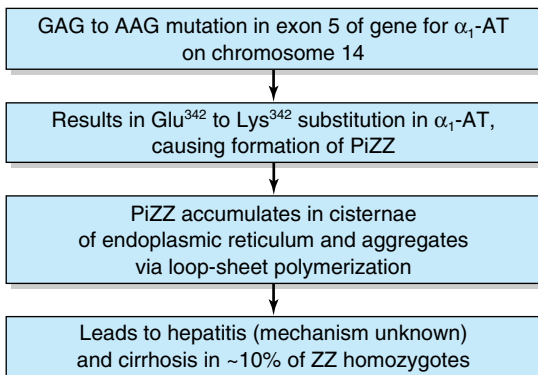 GAG to AAG mutation in exon 5 of gene for α₁-AT
on chromosome 14
Results in Glu³⁴² to Lys³⁴² substitution in α₁-AT,
causing formation of PiZZ
PiZZ accumulates in cisternae
of endoplasmic reticulum and aggregates
via loop-sheet polymerization
Leads to hepatitis (mechanism unknown)
and cirrhosis in ~10% of ZZ homozygotes